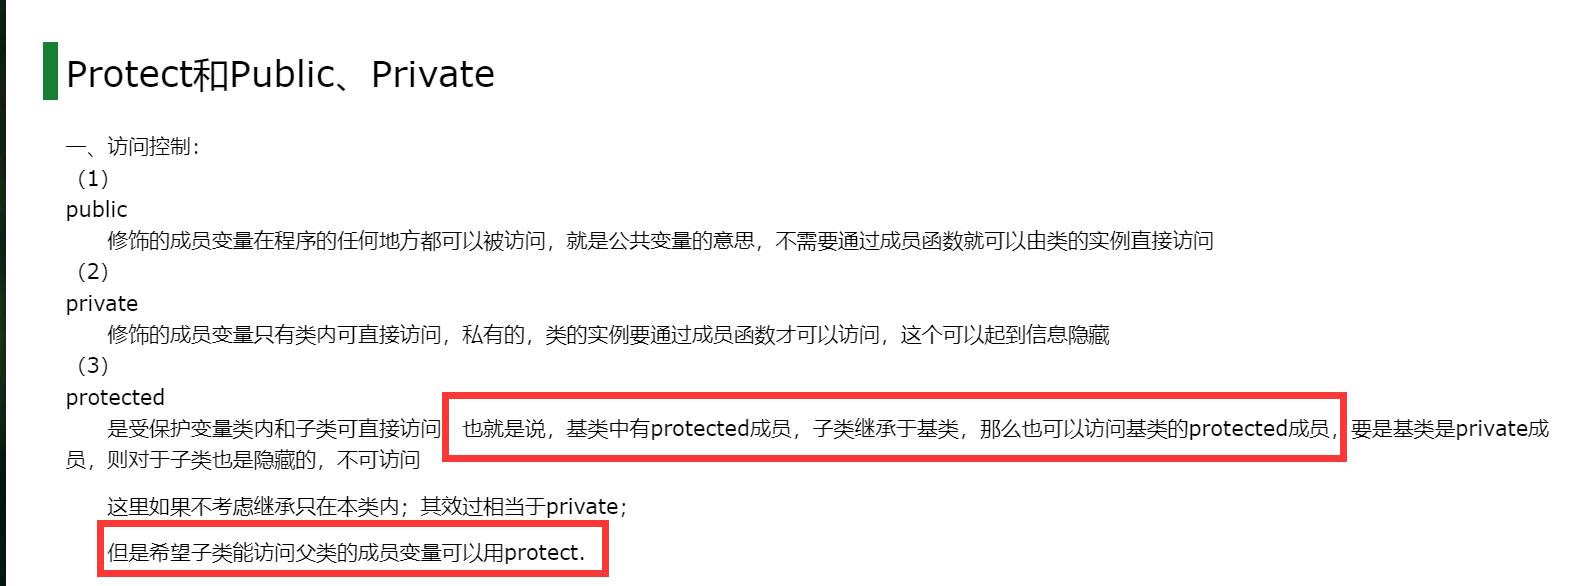 Protect和Public、Private
一、访问控制：
（1）
public
修饰的成员变量在程序的任何地方都可以被访问，就是公共变量的意思，不需要通过成员函数就可以由类的实例直接访问
（2）
private
修饰的成员变量只有类内可直接访问，私有的，类的实例要通过成员函数才可以访问，这个可以起到信息隐藏
（3）
protected
是受保护变量类内和子类可直接访问 也就是说，基类中有protected成员，子类继承于基类，那么也可以访问基类的protected成员，要是基类是private成
员，则对于子类也是隐藏的，不可访问
这里如果不考虑继承只在本类内；其效过相当于private；
但是希望子类能访问父类的成员变量可以用protect.